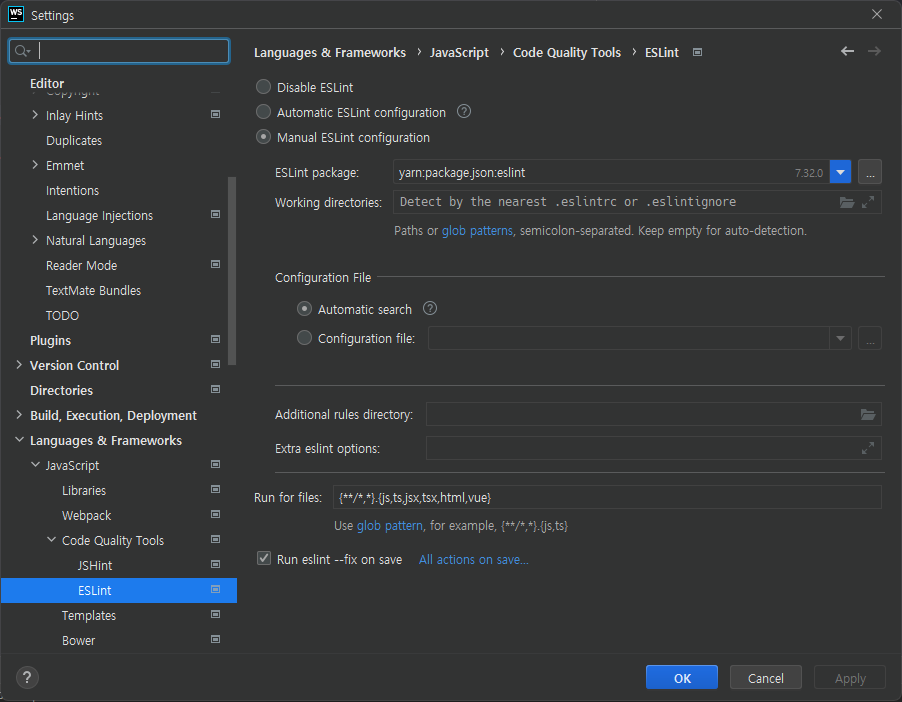 WS Settings
Editor
Copyright
Inlay Hints
Duplicates
Emmet
Intentions
Language Injections
Natural Languages
Reader Mode
TextMate Bundles
TODO
Plugins
Version Control
Directories
Build, Execution, Deployment
Languages & Frameworks
JavaScript
Libraries
Webpack
Code Quality Tools
JSHint
ESLint
Templates
Bower
Languages & Frameworks › JavaScript › Code Quality Tools › ESLint
Disable ESLint
Automatic ESLint configuration ?
Manual ESLint configuration
ESLint package: yarn:package.json:eslint 7.32.0 ...
Working directories: Detect by the nearest .eslintrc or .eslintignore
Paths or glob patterns, semicolon-separated. Keep empty for auto-detection.
Configuration File
Automatic search ?
Configuration file: ...
Additional rules directory:
Extra eslint options:
Run for files: {**/*,*}.{js,ts,jsx,tsx,html,vue}
Use glob pattern, for example, {**/*,*}.{js,ts}
Run eslint --fix on save All actions on save...
? OK Cancel Apply